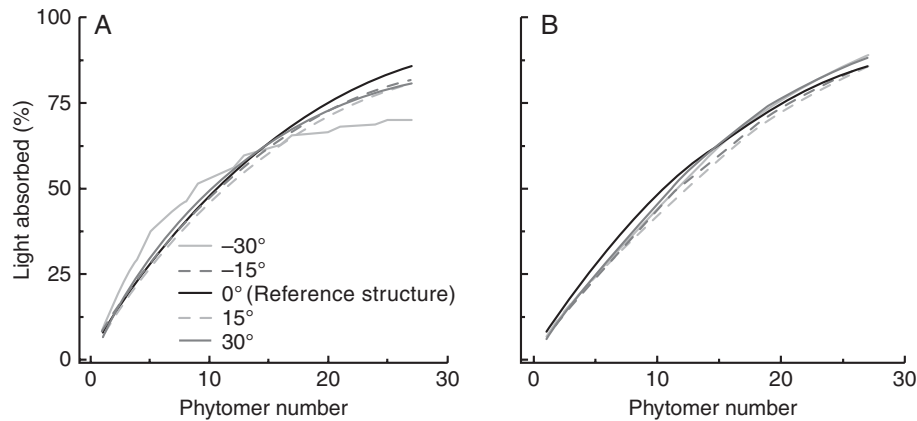 A
B
Light absorbed (%)
100
75
50
25
0
–30°
–15°
0° (Reference structure)
15°
30°
0 10 20 30
0 10 20 30
Phytomer number
Phytomer number